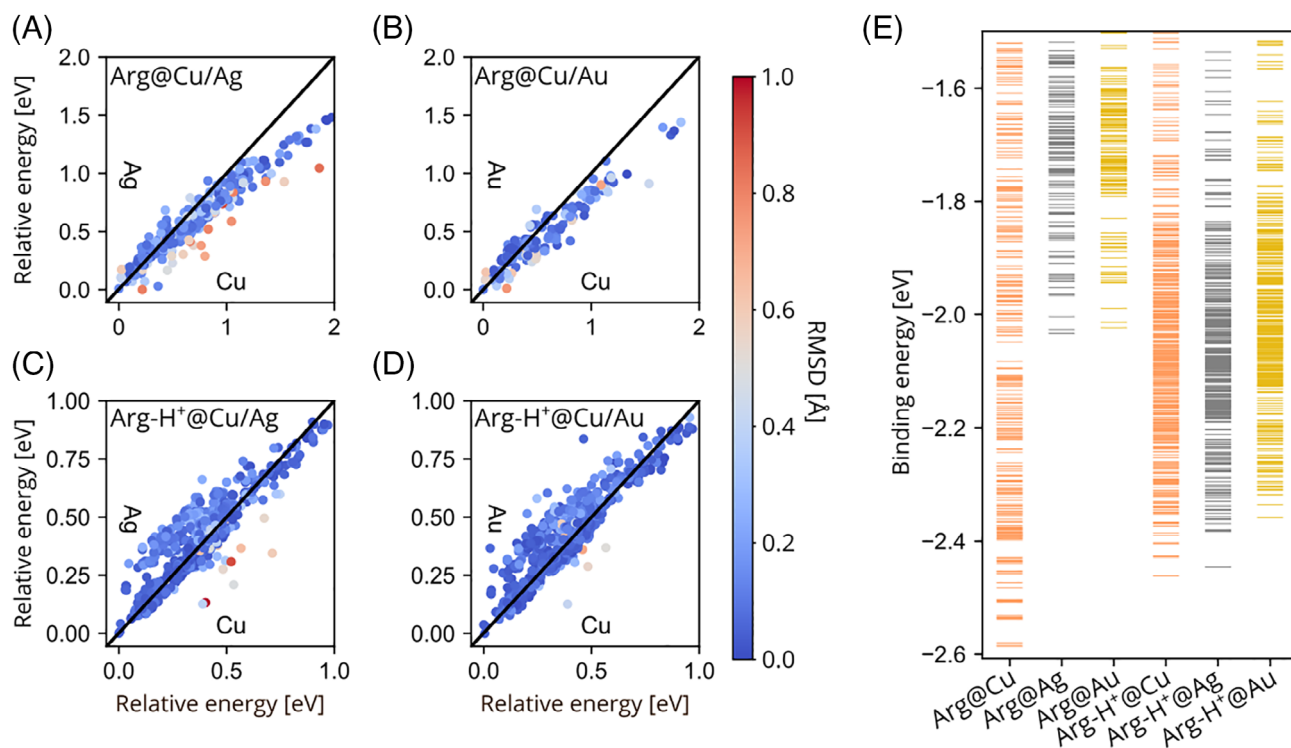 (A)
Relative energy [eV]
2.0
1.5
1.0
0.5
0.0
Arg@Cu/Ag
Ag
Cu
0
1
2
(B)
2.0
1.5
1.0
0.5
0.0
Arg@Cu/Au
Au
Cu
0
1
2
(C)
Relative energy [eV]
1.00
0.75
0.50
0.25
0.00
Arg-H⁺@Cu/Ag
Ag
Cu
0.0
0.5
1.0
Relative energy [eV]
(D)
1.00
0.75
0.50
0.25
0.00
Arg-H⁺@Cu/Au
Au
Cu
0.0
0.5
1.0
Relative energy [eV]
1.0
0.8
0.6
0.4
0.2
0.0
RMSD [Å]
(E)
Binding energy [eV]
−1.6
−1.8
−2.0
−2.2
−2.4
−2.6
Arg@Cu
Arg@Ag
Arg@Au
Arg-H⁺@Cu
Arg-H⁺@Ag
Arg-H⁺@Au